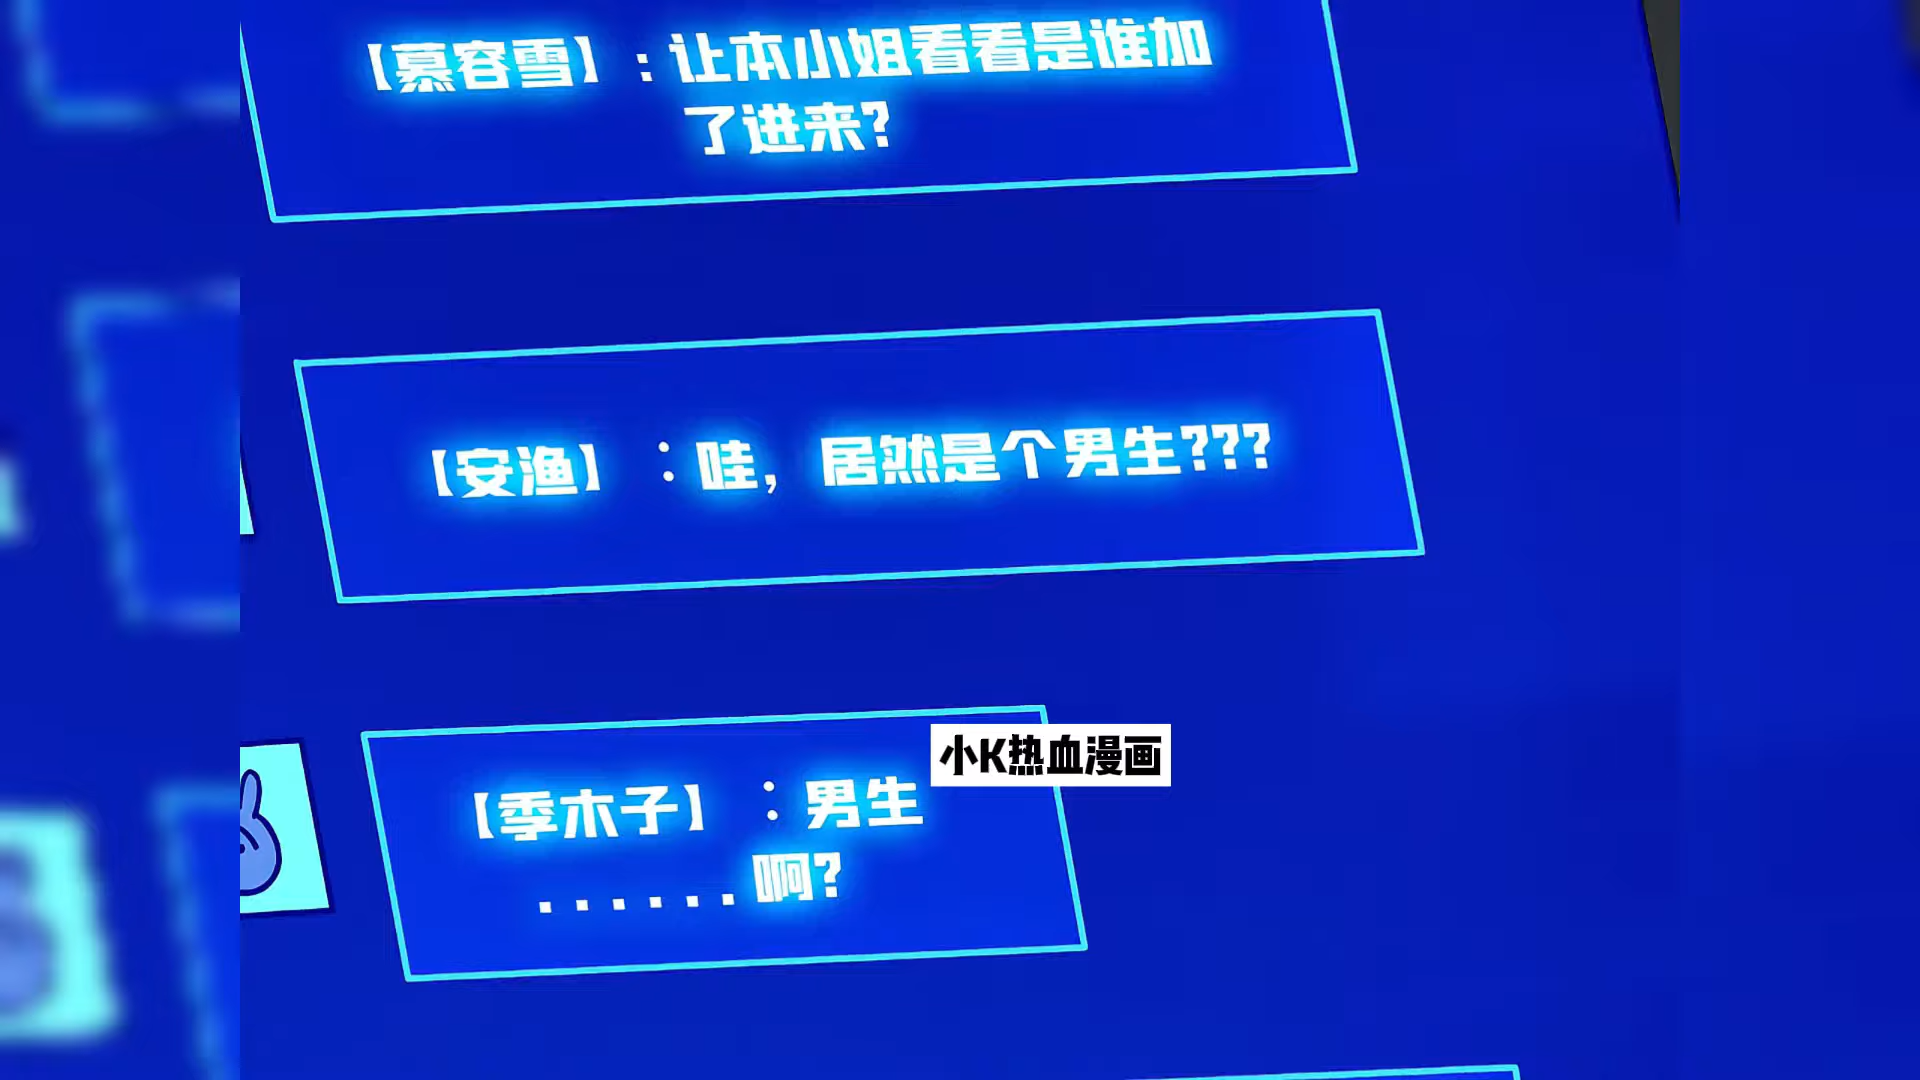 【慕容雪】:让本小姐看看是谁加
了进来?
【安渔】:哇,居然是个男生???
小K热血漫画
【季木子】:男生
......啊?